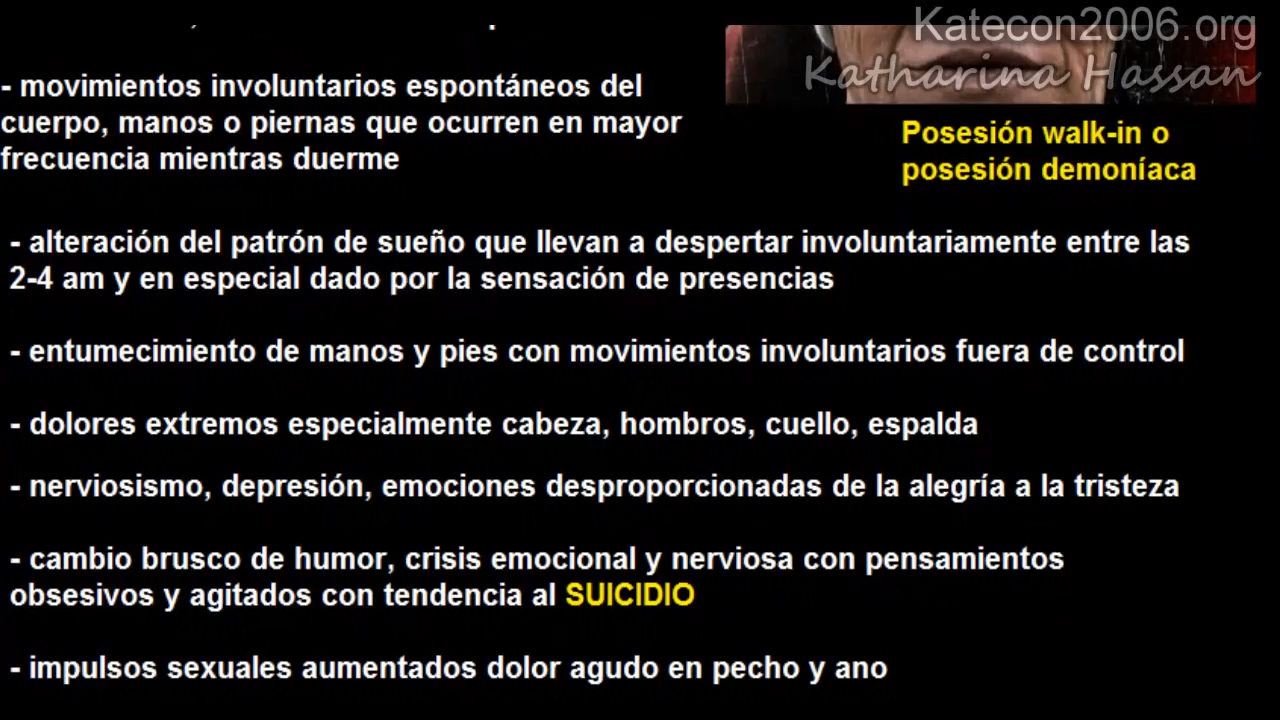 Katecon2006.org
Katharina Hassan
- movimientos involuntarios espontáneos del
cuerpo, manos o piernas que ocurren en mayor
frecuencia mientras duerme
Posesión walk-in o
posesión demoníaca
- alteración del patrón de sueño que llevan a despertar involuntariamente entre las
2-4 am y en especial dado por la sensación de presencias
- entumecimiento de manos y pies con movimientos involuntarios fuera de control
- dolores extremos especialmente cabeza, hombros, cuello, espalda
- nerviosismo, depresión, emociones desproporcionadas de la alegría a la tristeza
- cambio brusco de humor, crisis emocional y nerviosa con pensamientos
obsesivos y agitados con tendencia al SUICIDIO
- impulsos sexuales aumentados dolor agudo en pecho y ano